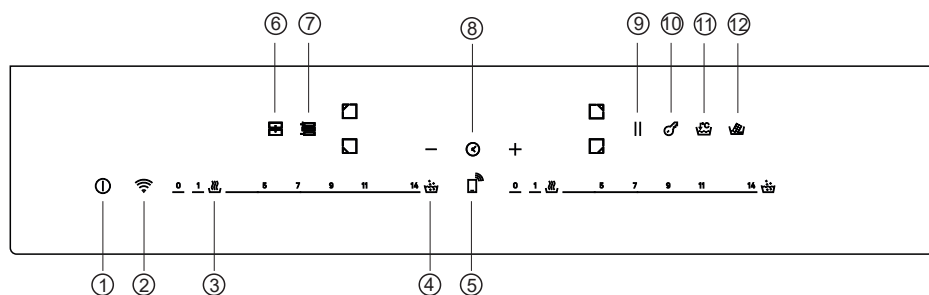 ⑥ ⑦ ⑧ ⑨ ⑩ ⑪ ⑫
− +
0 1 5 7 9 11 14 0 1 5 7 9 11 14
① ② ③ ④ ⑤